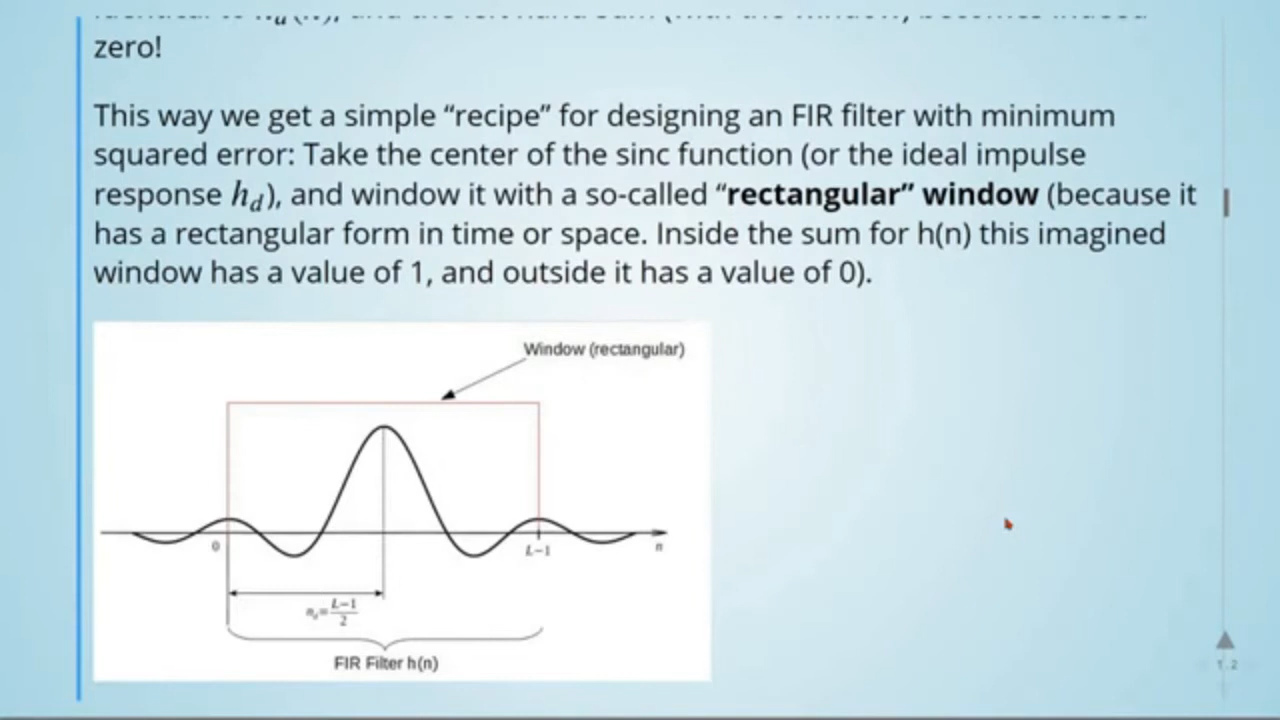 zero!
This way we get a simple “recipe” for designing an FIR filter with minimum
squared error: Take the center of the sinc function (or the ideal impulse
response h_d), and window it with a so-called “rectangular” window (because it
has a rectangular form in time or space. Inside the sum for h(n) this imagined
window has a value of 1, and outside it has a value of 0).
Window (rectangular)
0
L−1
n
n_d = L−1 / 2
FIR Filter h(n)
1.2